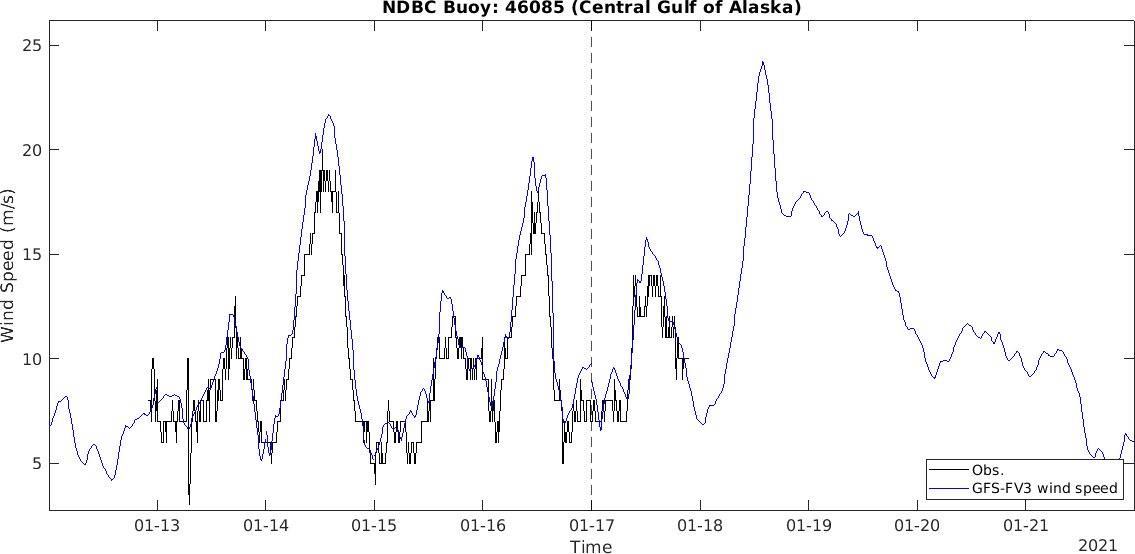 NDBC Buoy: 46085 (Central Gulf of Alaska)
25
20
15
10
5
Wind Speed (m/s)
01-13 01-14 01-15 01-16 01-17 01-18 01-19 01-20 01-21
Time
2021
Obs.
GFS-FV3 wind speed